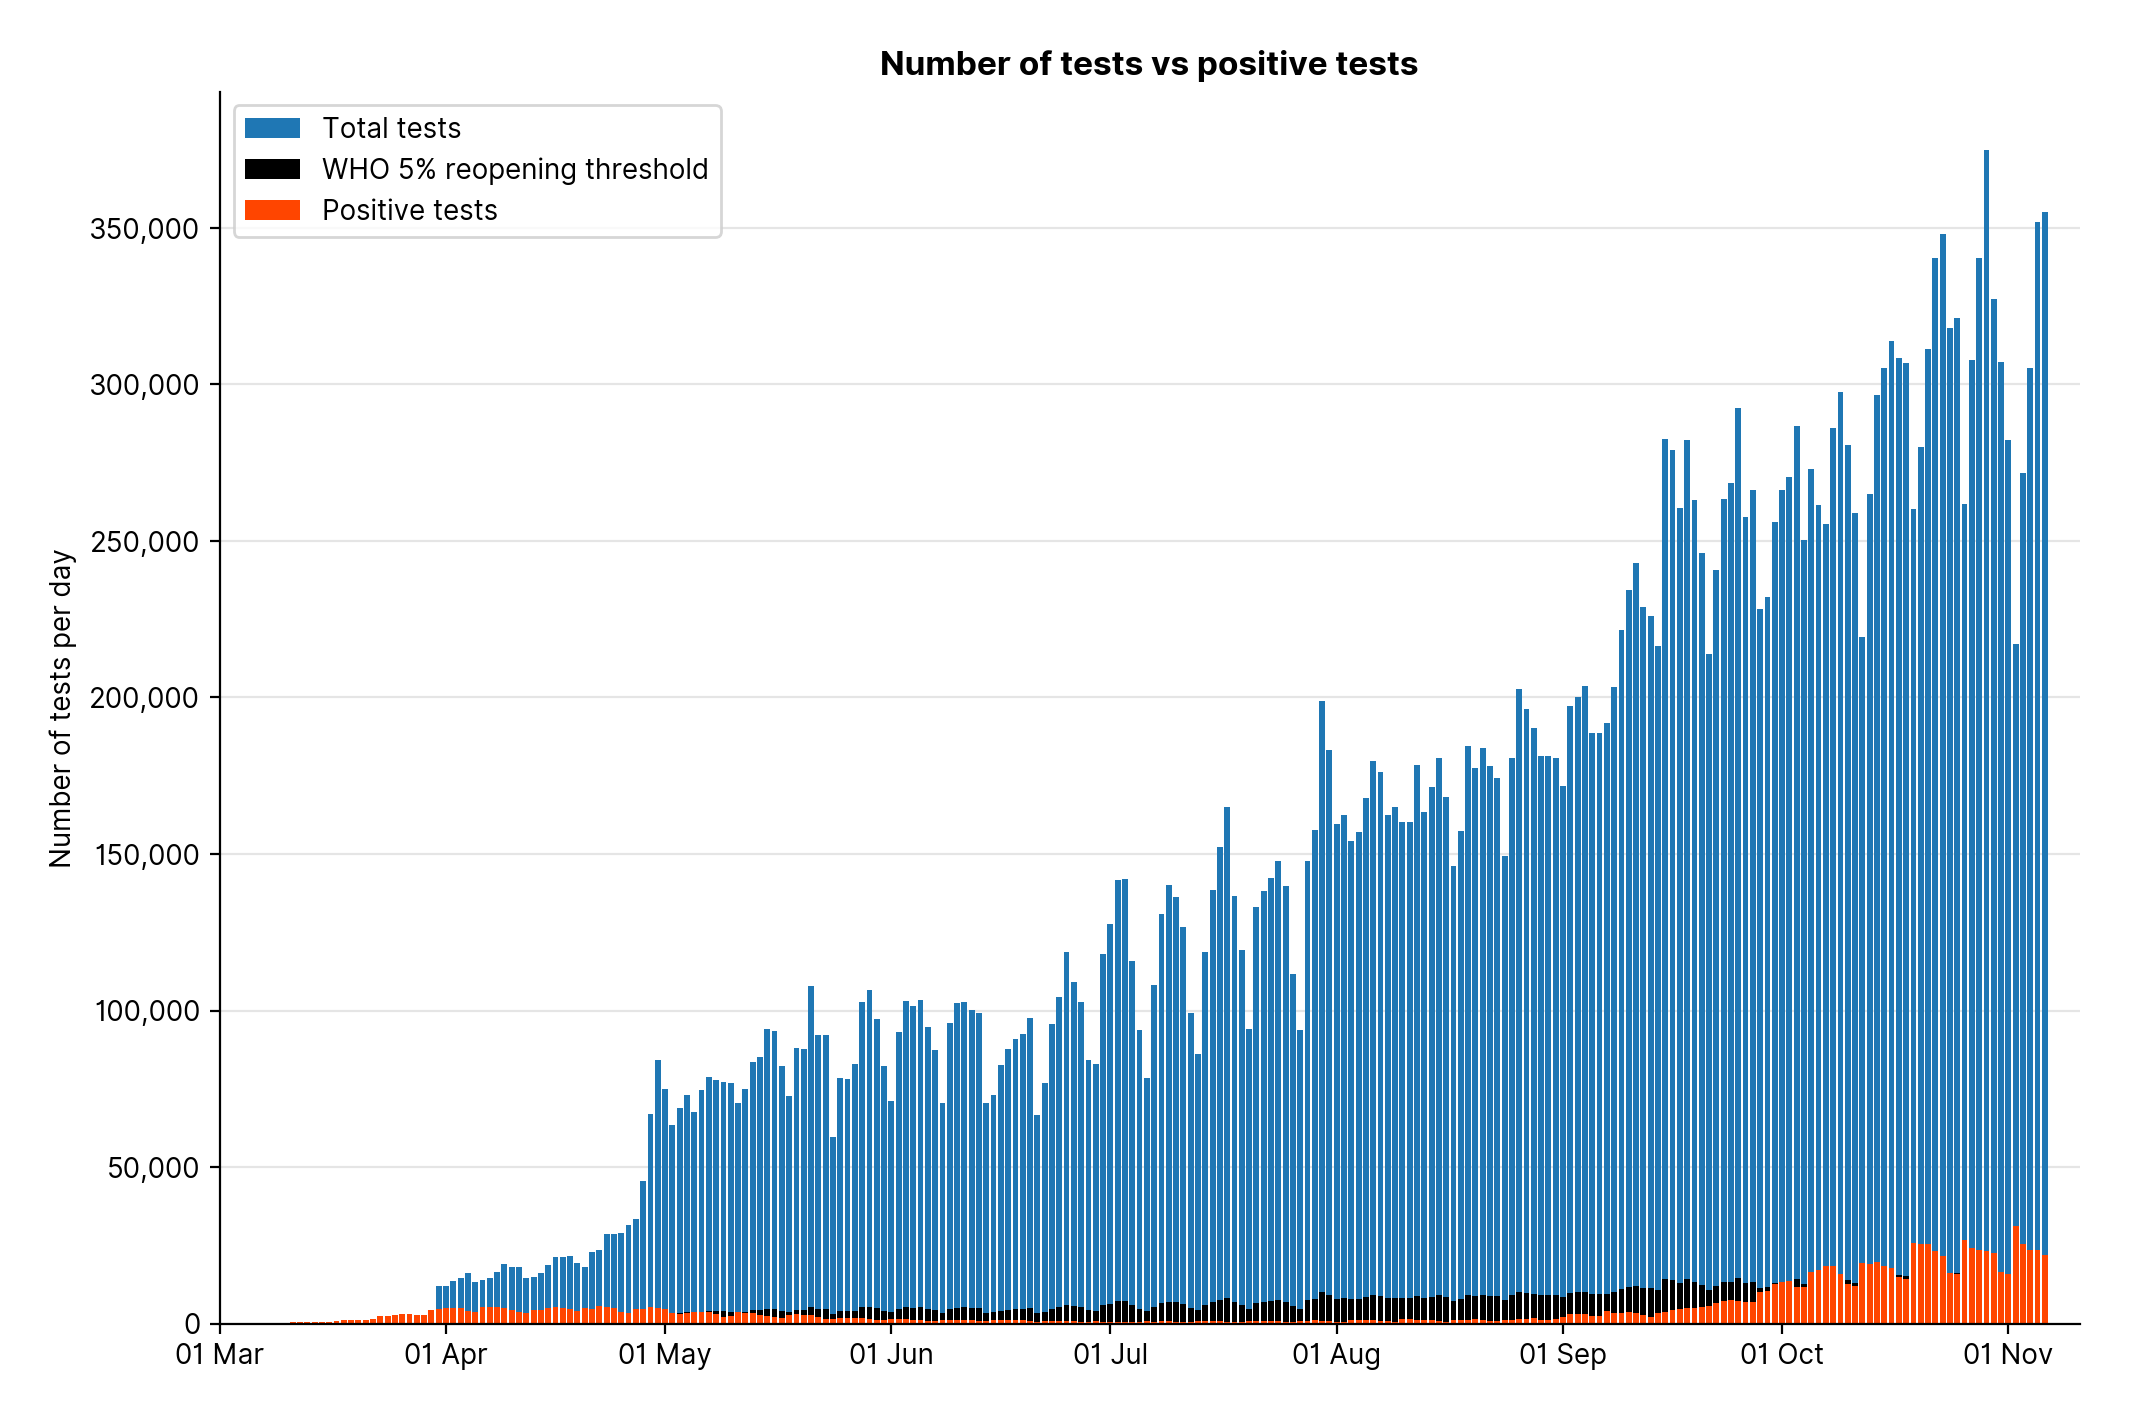 Number of tests vs positive tests
Total tests
WHO 5% reopening threshold
Positive tests
Number of tests per day
350,000
300,000
250,000
200,000
150,000
100,000
50,000
0
01 Mar
01 Apr
01 May
01 Jun
01 Jul
01 Aug
01 Sep
01 Oct
01 Nov